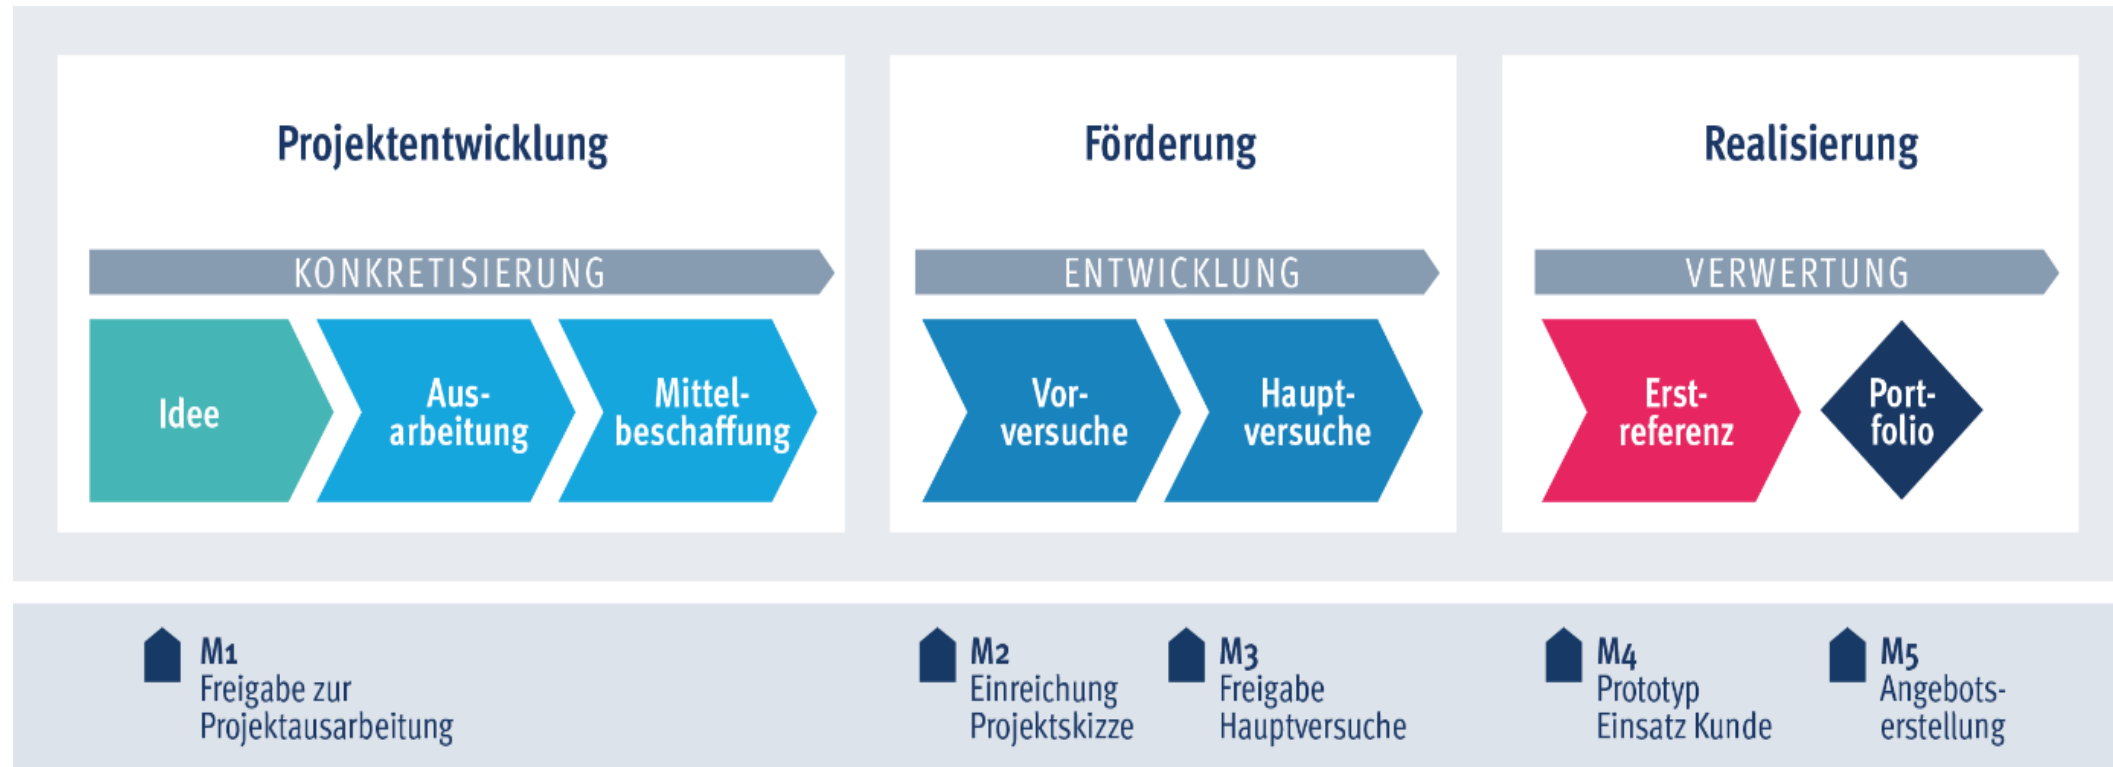 Projektentwicklung
KONKRETISIERUNG
Idee
Aus-
arbeitung
Mittel-
beschaffung
Förderung
ENTWICKLUNG
Vor-
versuche
Haupt-
versuche
Realisierung
VERWERTUNG
Erst-
referenz
Port-
folio
M1
Freigabe zur
Projektausarbeitung
M2
Einreichung
Projektskizze
M3
Freigabe
Hauptversuche
M4
Prototyp
Einsatz Kunde
M5
Angebots-
erstellung